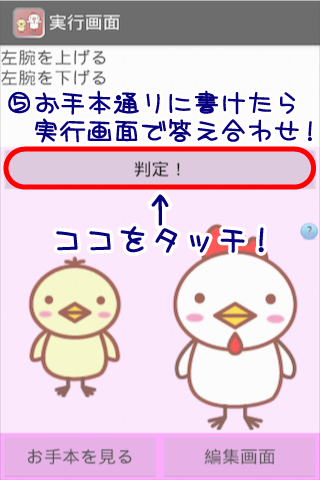 実行画面
左腕を上げる
左腕を下げる
⑤お手本通りに書けたら
実行画面で答え合わせ！
判定！
↑
ココをタッチ！
?
お手本を見る
編集画面